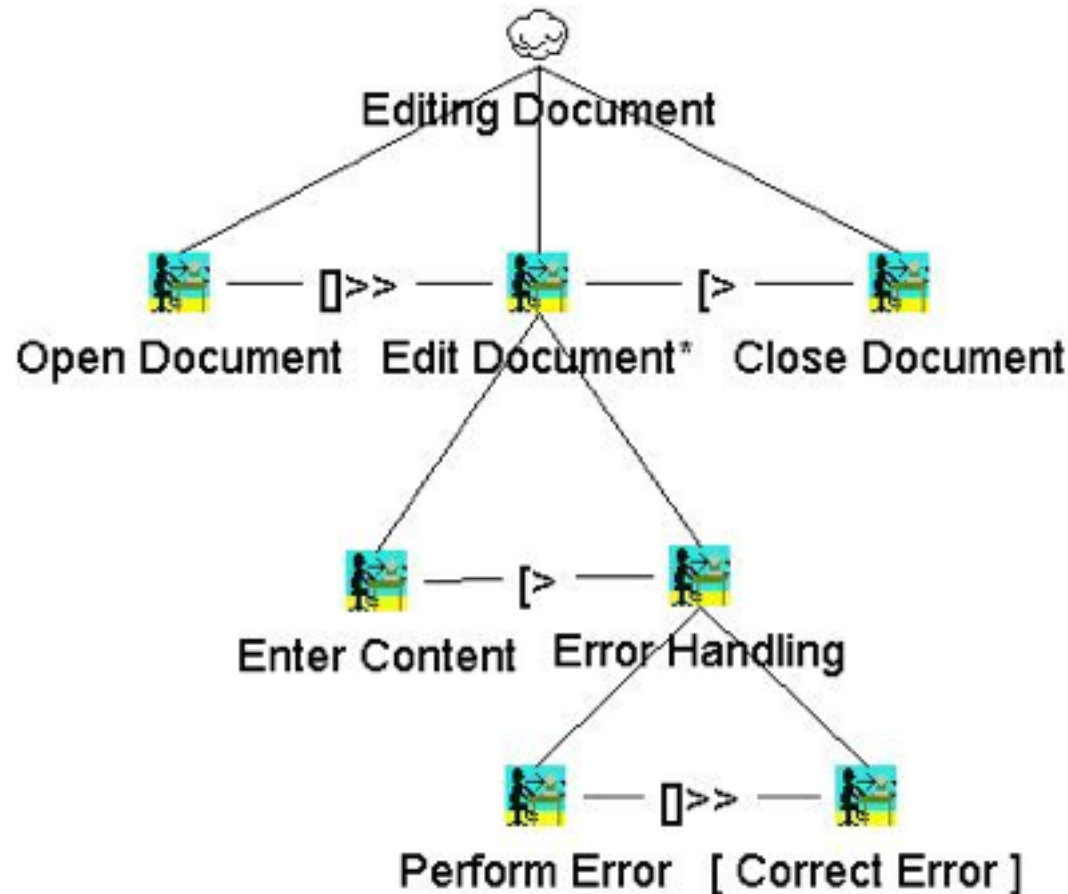 Editing Document
[]>> [>
Open Document Edit Document* Close Document
[>
Enter Content Error Handling
[]>>
Perform Error [ Correct Error ]